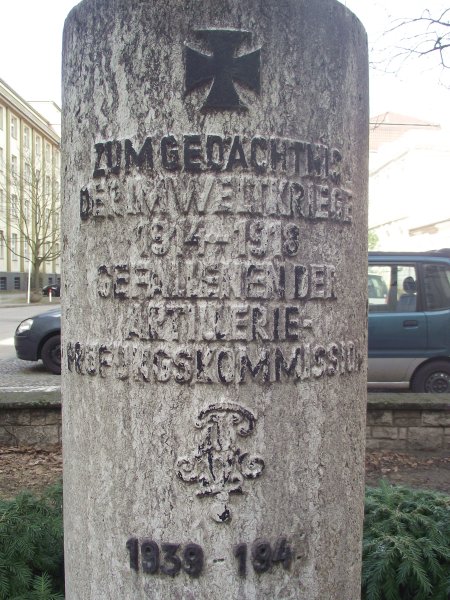 ZUM GEDÄCHTNIS
DER IM WELTKRIEGE
1914-1918
GEFALLENEN DER
ARTILLERIE-
PRÜFUNGSKOMMISSION
1939-194